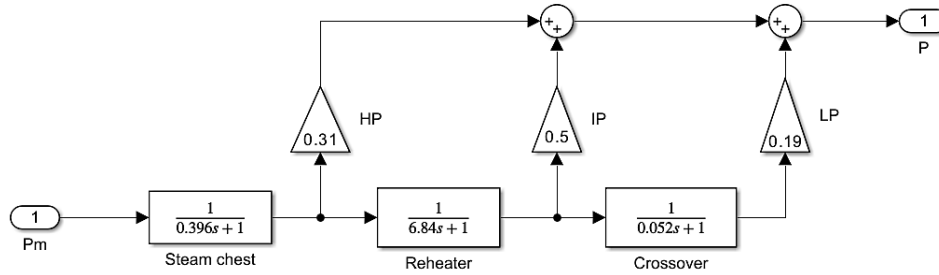 1
P
+
+
+
+
HP
IP
LP
0.31
0.5
0.19
1
Pm
1
0.396s + 1
Steam chest
1
6.84s + 1
Reheater
1
0.052s + 1
Crossover